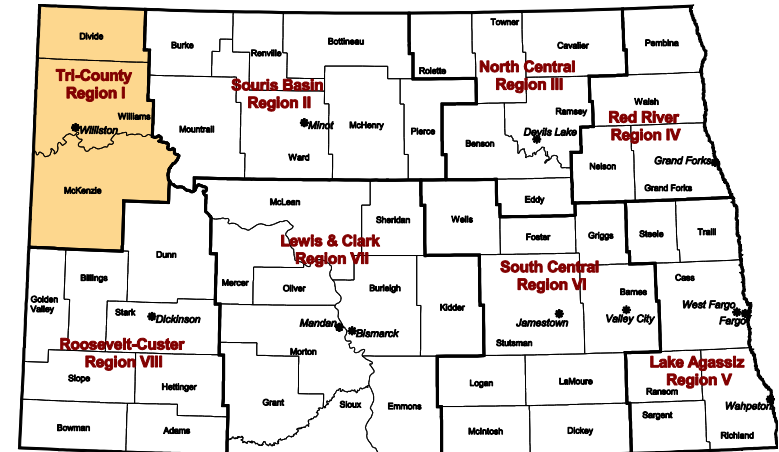 Divide
Burke
Renville
Bottineau
Rolette
Towner
Cavalier
Pembina
Tri-County
Region I
Williams
Williston
McKenzie
Souris Basin
Region II
Mountrail
Minot
Ward
McHenry
Pierce
North Central
Region III
Ramsey
Benson
Devils Lake
Eddy
Walsh
Red River
Region IV
Nelson
Grand Forks
Grand Forks
McLean
Sheridan
Lewis & Clark
Region VII
Mercer
Oliver
Burleigh
Kidder
Mandan
Bismarck
Morton
Grant
Sioux
Emmons
Wells
Foster
Griggs
South Central
Region VI
Barnes
Jamestown
Valley City
Stutsman
Logan
LaMoure
McIntosh
Dickey
Steele
Traill
Cass
West Fargo
Fargo
Lake Agassiz
Region V
Ransom
Sargent
Wahpeton
Richland
Dunn
Golden
Valley
Billings
Stark
Dickinson
Roosevelt-Custer
Region VIII
Slope
Hettinger
Bowman
Adams